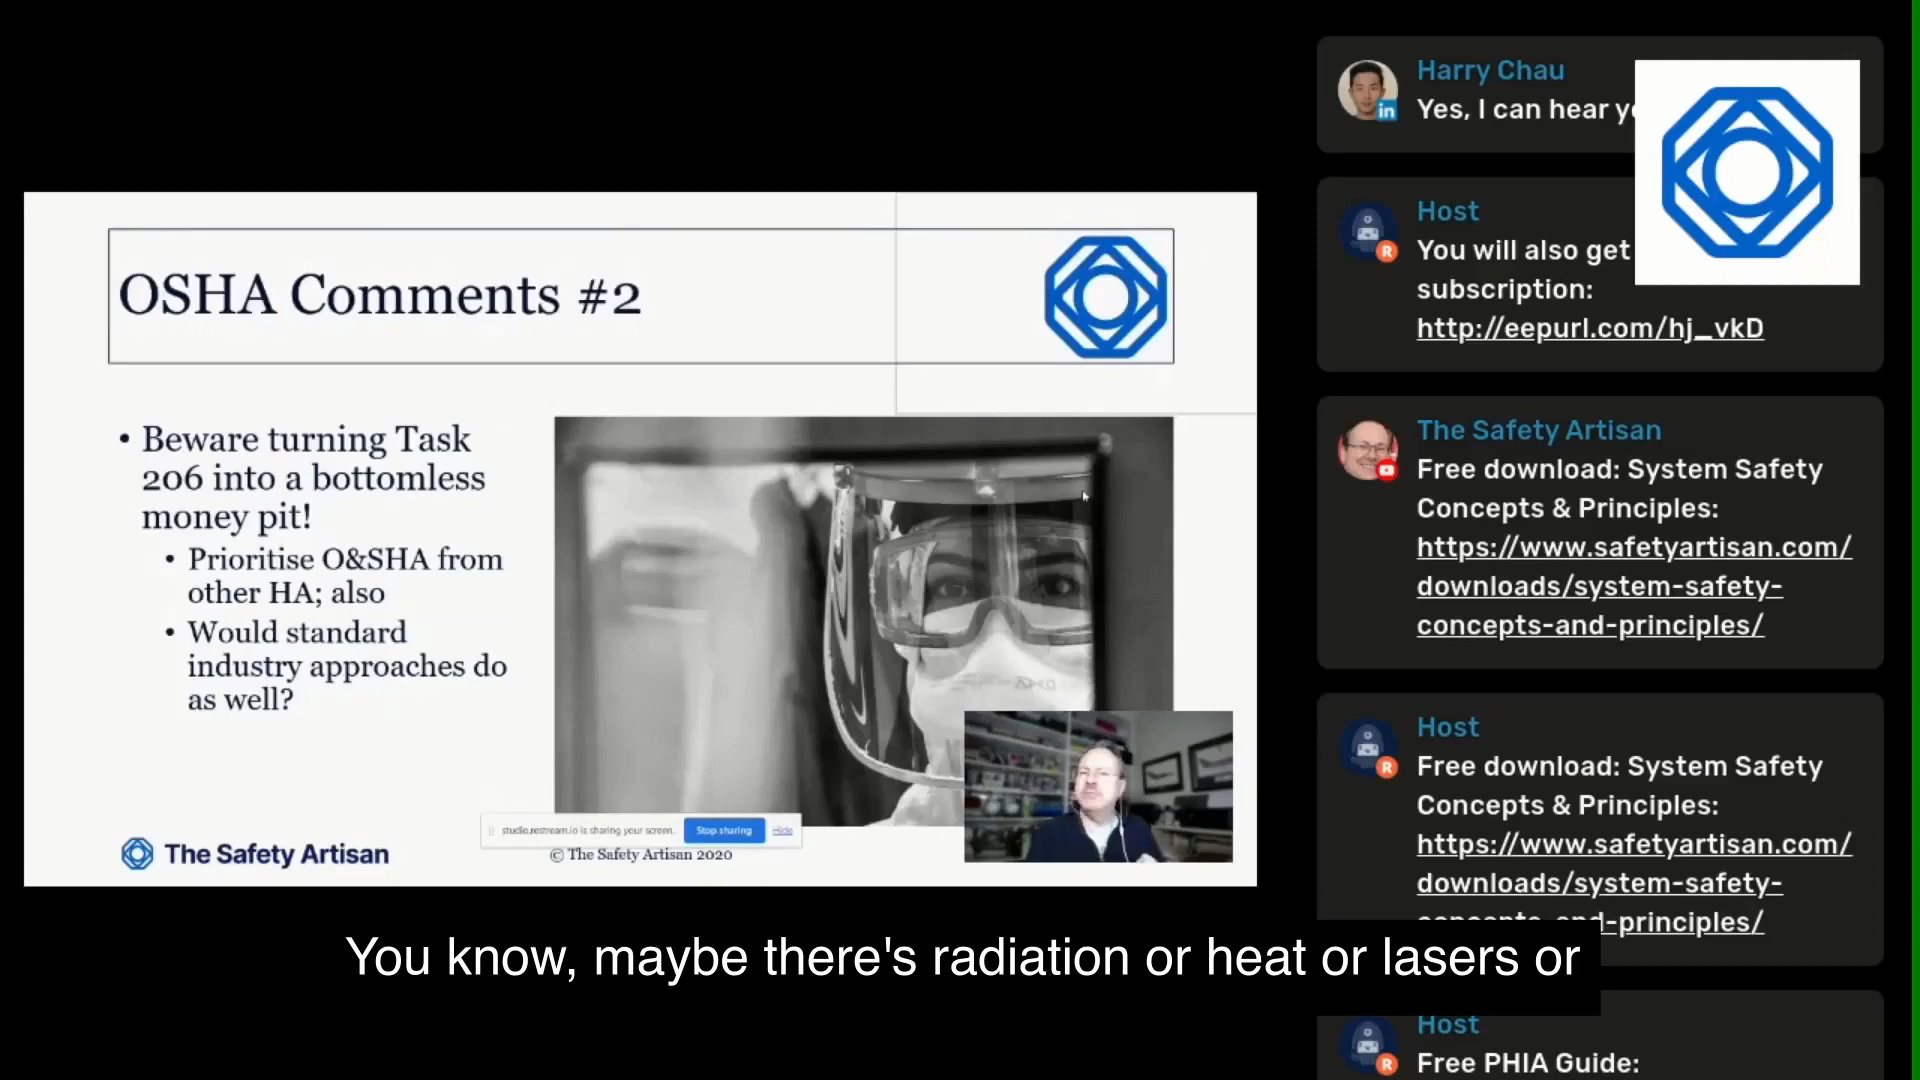 OSHA Comments #2
• Beware turning Task
206 into a bottomless
money pit!
• Prioritise O&SHA from
other HA; also
• Would standard
industry approaches do
as well?
studio.restream.io is sharing your screen.
Stop sharing
Hide
The Safety Artisan
© The Safety Artisan 2020
Harry Chau
in
Yes, I can hear
Host
R
You will also get
subscription:
http://eepurl.com/hj_vkD
The Safety Artisan
Free download: System Safety
Concepts & Principles:
https://www.safetyartisan.com/
downloads/system-safety-
concepts-and-principles/
Host
R
Free download: System Safety
Concepts & Principles:
https://www.safetyartisan.com/
downloads/system-safety-
concepts-and-principles/
Host
R
Free PHIA Guide:
You know, maybe there's radiation or heat or lasers or